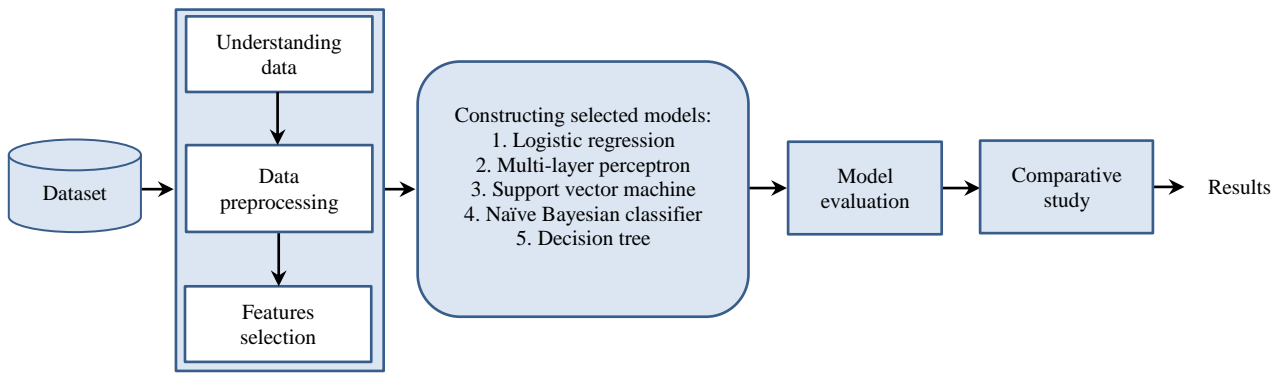 Dataset
Understanding
data
Data
preprocessing
Features
selection
Constructing selected models:
1. Logistic regression
2. Multi-layer perceptron
3. Support vector machine
4. Naïve Bayesian classifier
5. Decision tree
Model
evaluation
Comparative
study
Results